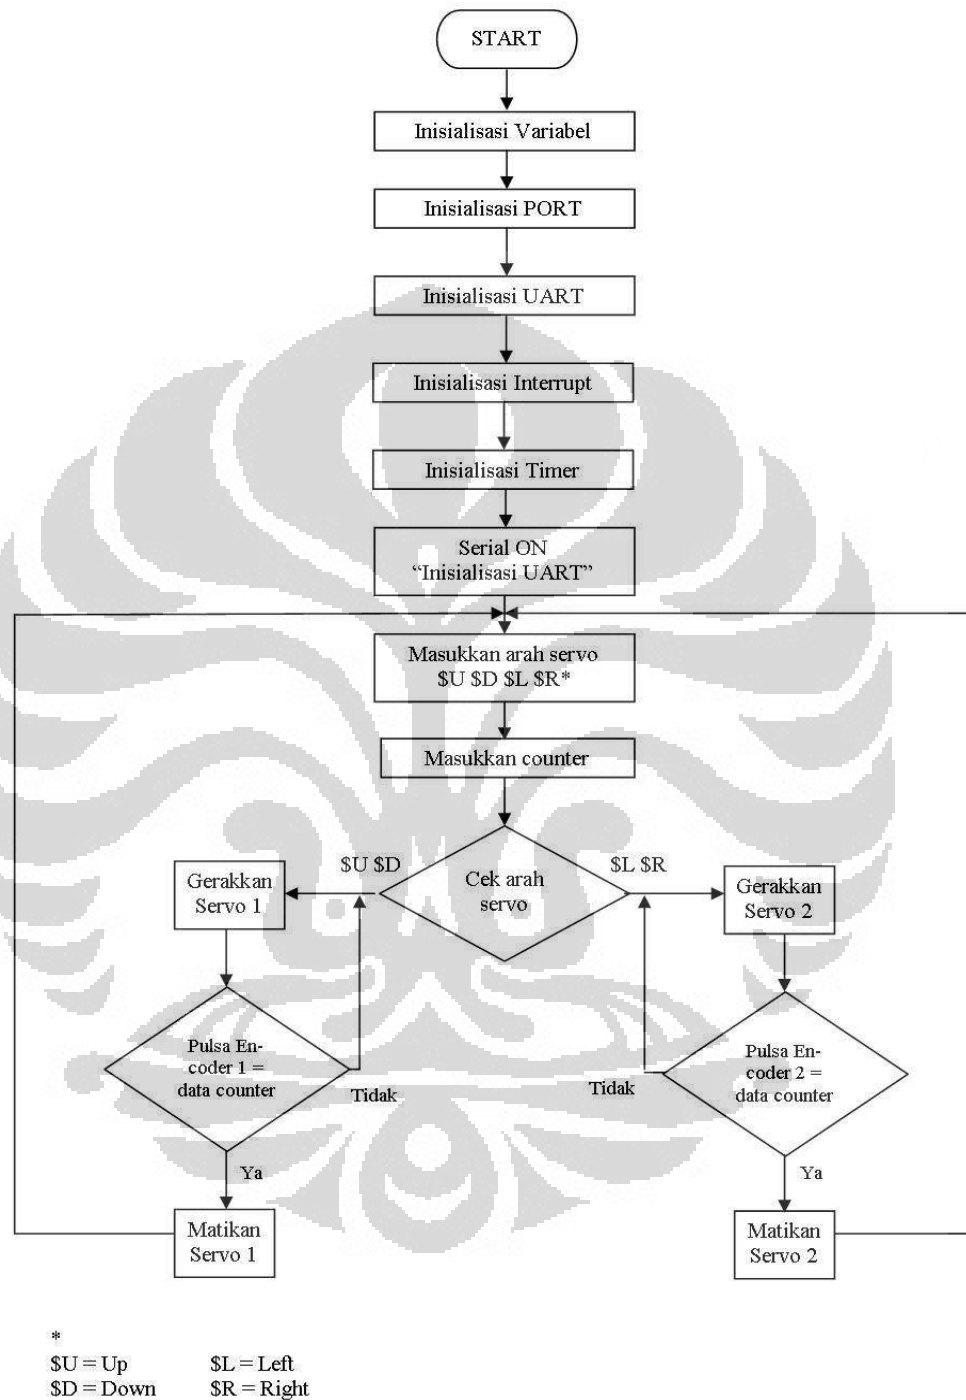 START
Inisialisasi Variabel
Inisialisasi PORT
Inisialisasi UART
Inisialisasi Interrupt
Inisialisasi Timer
Serial ON
“Inisialisasi UART”
Masukkan arah servo
$U $D $L $R*
Masukkan counter
$U $D
Cek arah
servo
$L $R
Gerakkan
Servo 1
Gerakkan
Servo 2
Pulsa En-
coder 1 =
data counter
Tidak
Pulsa En-
coder 2 =
data counter
Tidak
Ya
Ya
Matikan
Servo 1
Matikan
Servo 2
*
$U = Up $L = Left
$D = Down $R = Right